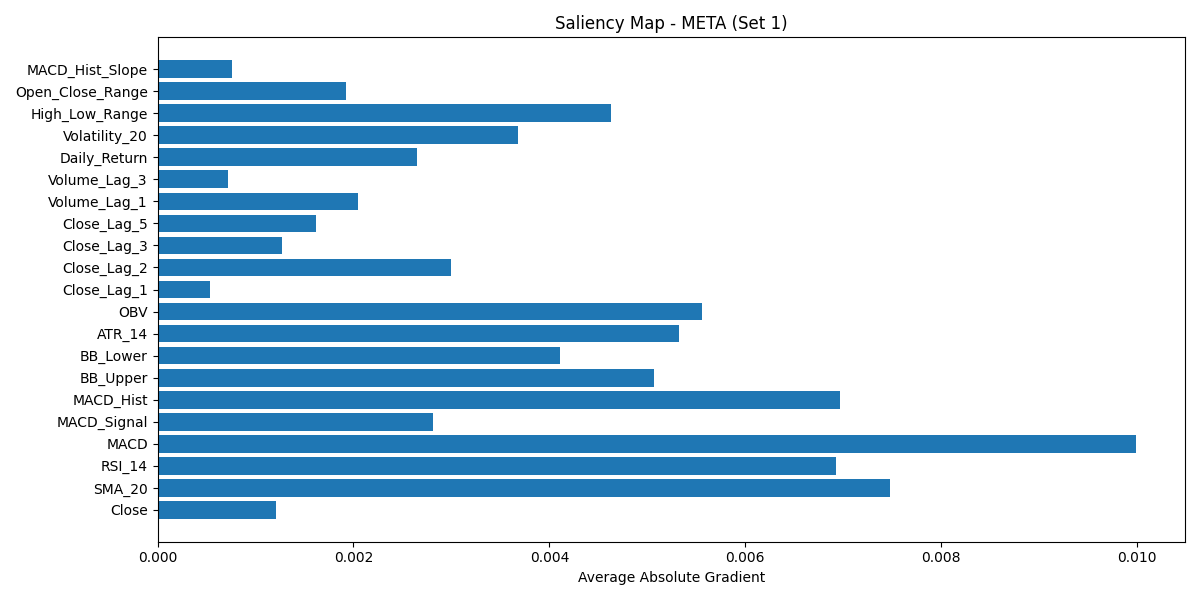 Saliency Map - META (Set 1)
MACD_Hist_Slope
Open_Close_Range
High_Low_Range
Volatility_20
Daily_Return
Volume_Lag_3
Volume_Lag_1
Close_Lag_5
Close_Lag_3
Close_Lag_2
Close_Lag_1
OBV
ATR_14
BB_Lower
BB_Upper
MACD_Hist
MACD_Signal
MACD
RSI_14
SMA_20
Close
0.000 0.002 0.004 0.006 0.008 0.010
Average Absolute Gradient